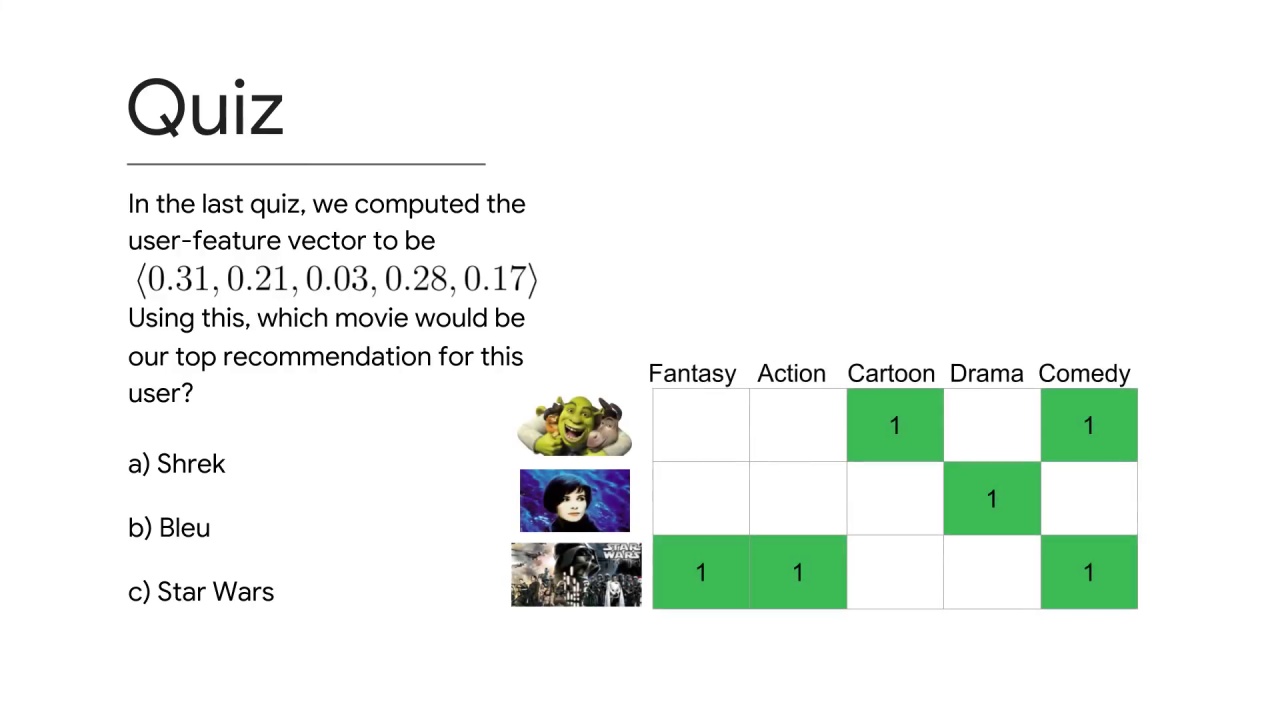 Quiz
In the last quiz, we computed the
user-feature vector to be
⟨0.31, 0.21, 0.03, 0.28, 0.17⟩
Using this, which movie would be
our top recommendation for this
user?
a) Shrek
b) Bleu
c) Star Wars
Fantasy Action Cartoon Drama Comedy
1 1
1
STAR WARS
1 1 1